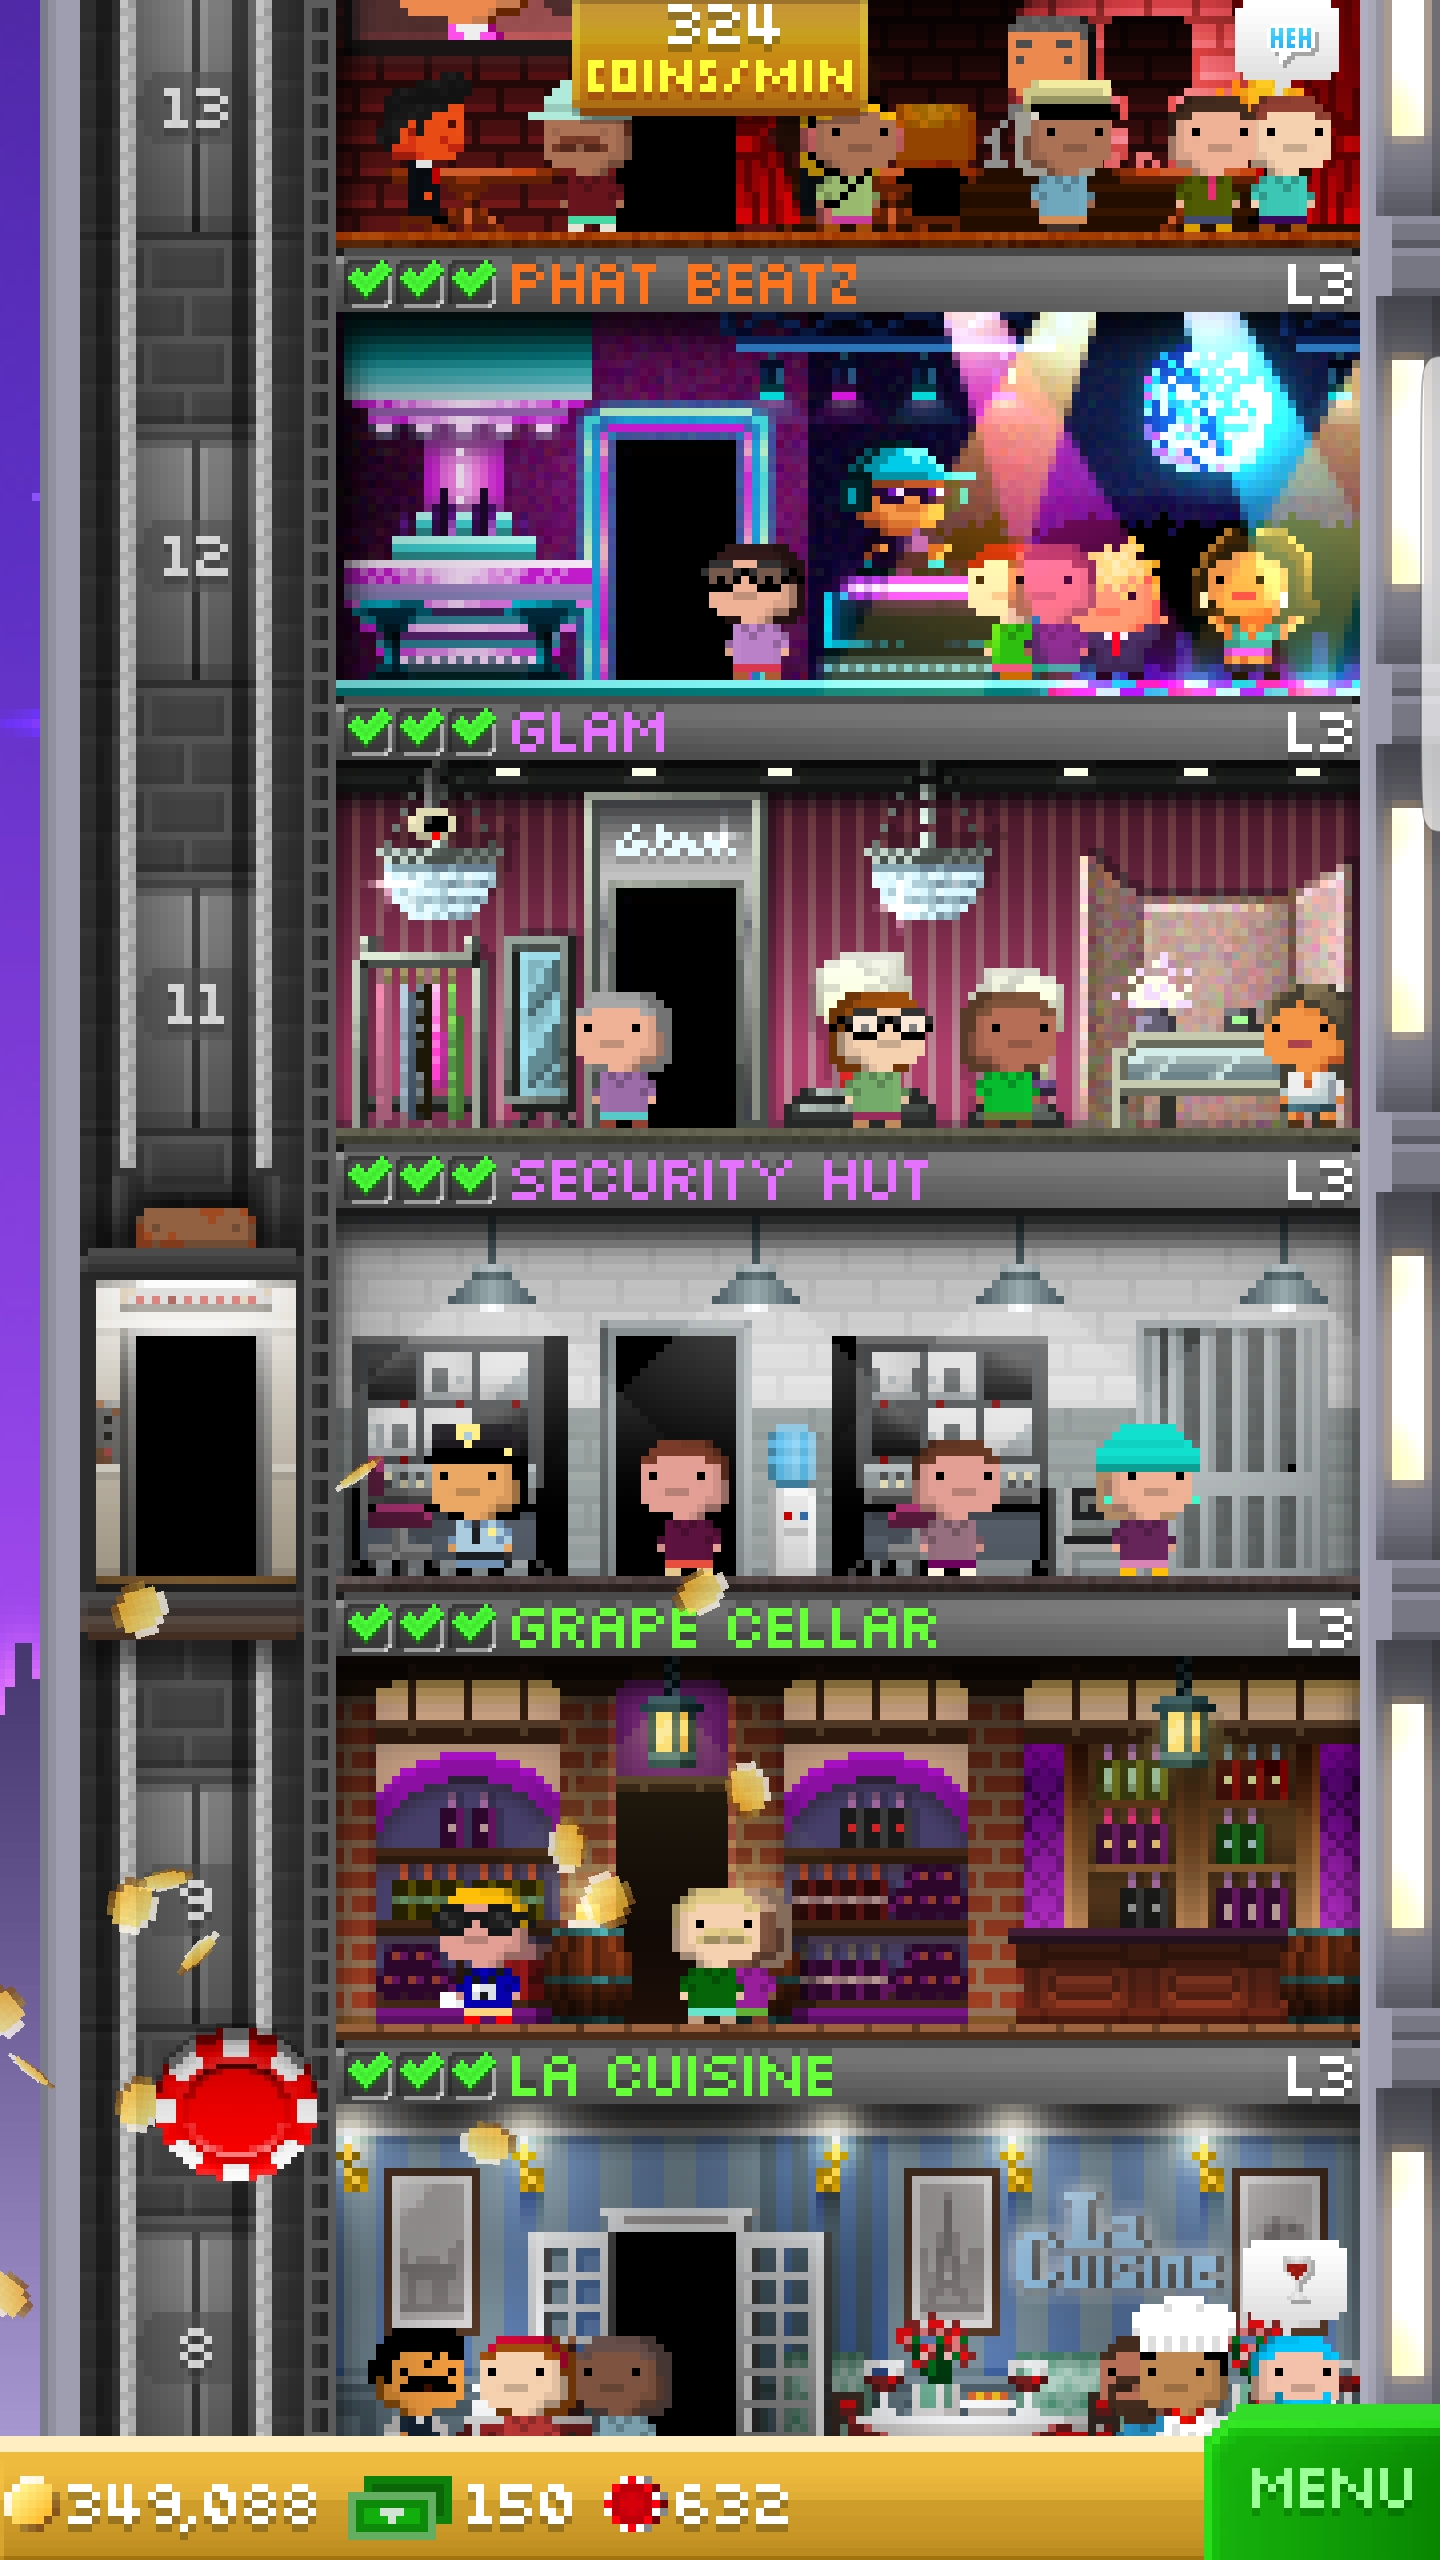 324
COINS/MIN
HEH
13
PHAT BEATZ
L3
12
GLAM
L3
Glam
11
SECURITY HUT
L3
GRAPE CELLAR
L3
9
LA CUISINE
L3
La
Cuisine
8
349,088
150
632
MENU